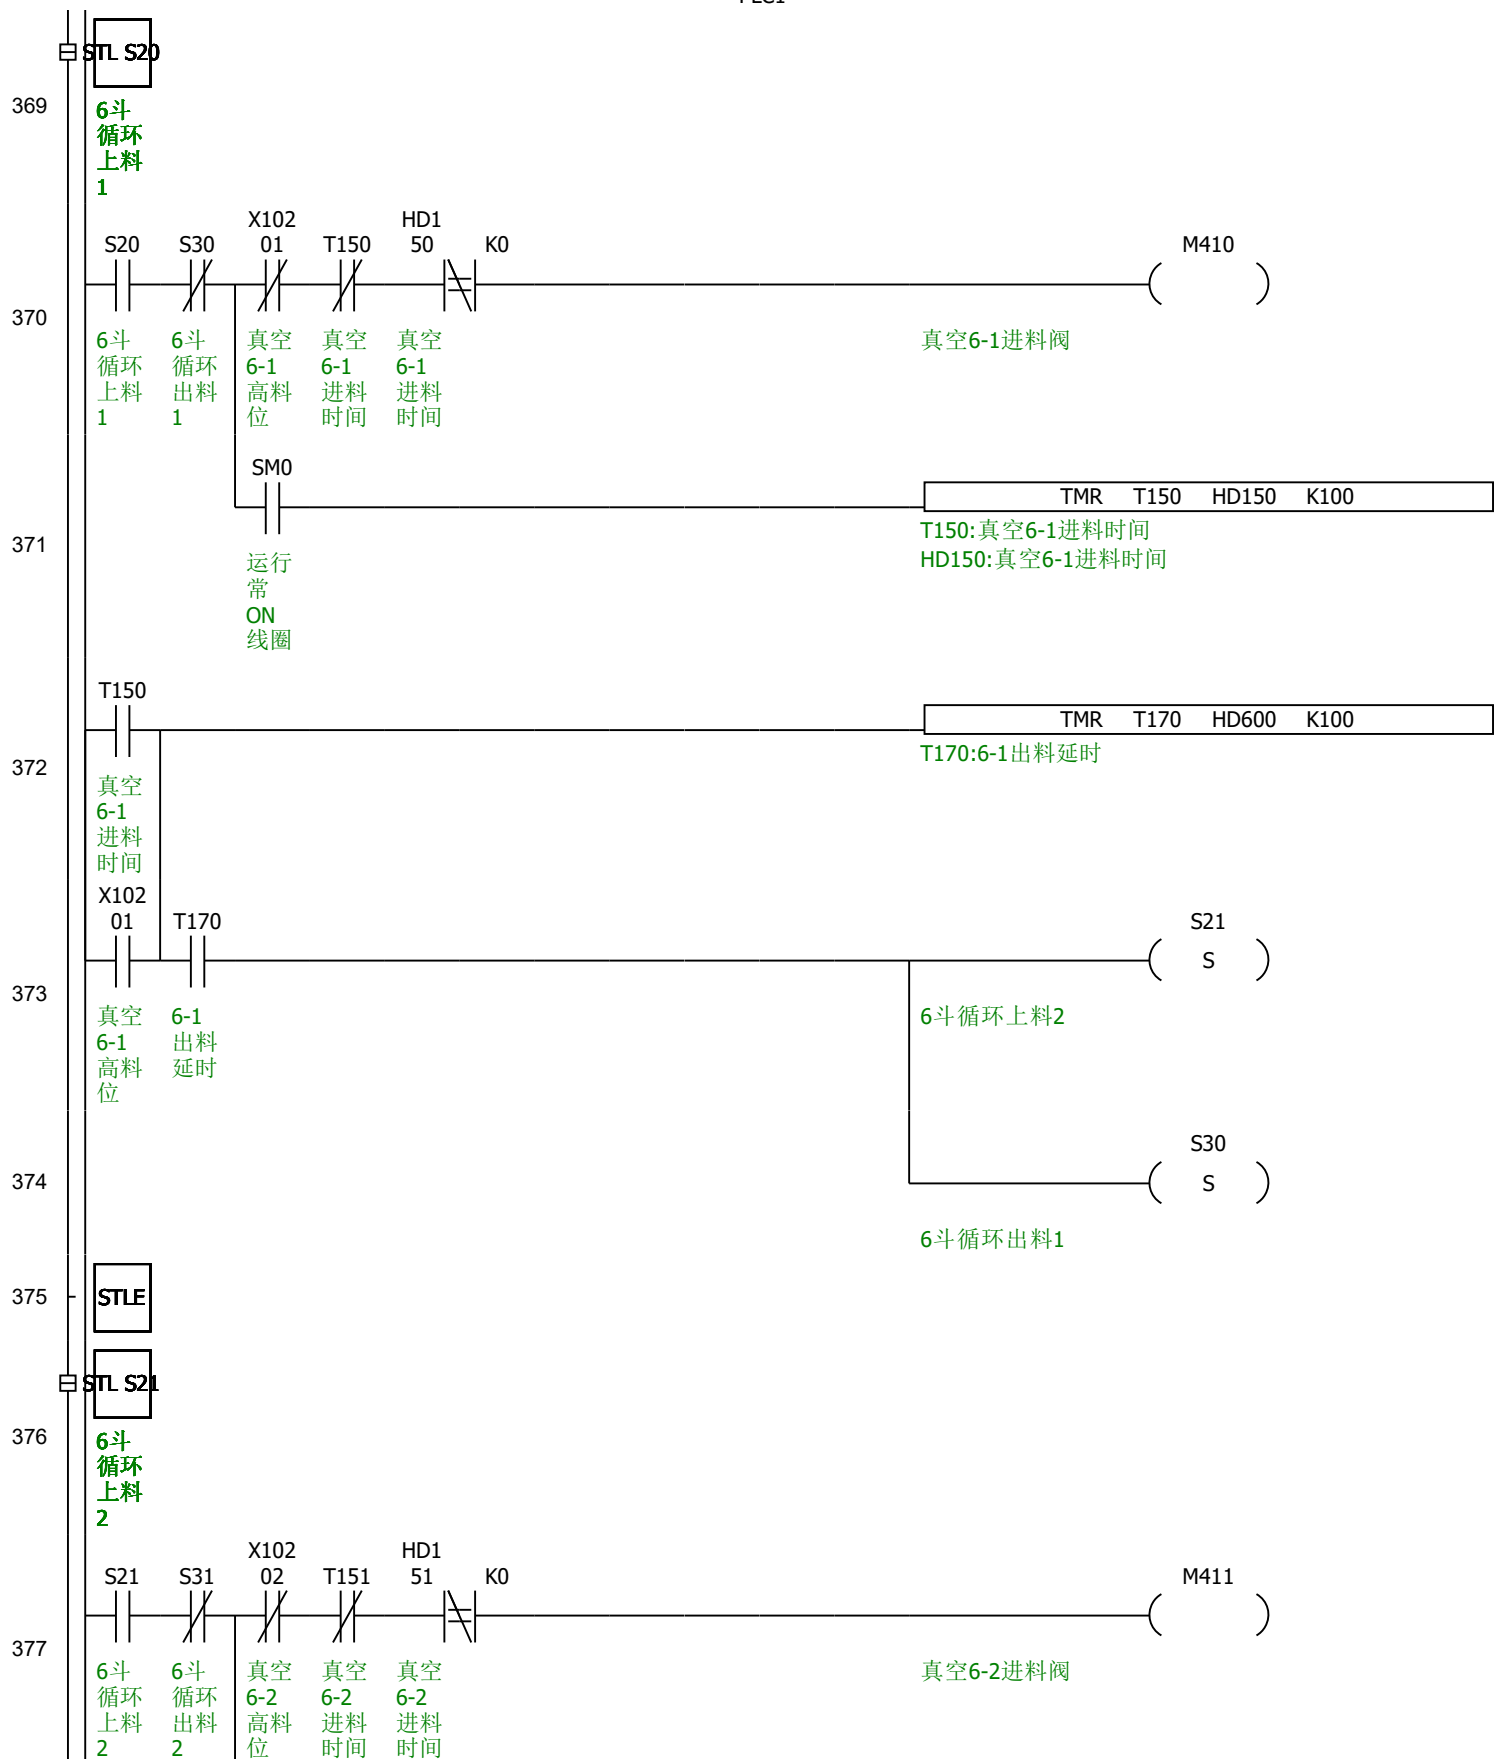 STL S20
369
6斗
循环
上料
1
X102 HD1
S20 S30 01 T150 50 K0 M410
370
6斗 6斗 真空 真空 真空 真空6-1进料阀
循环 循环 6-1 6-1 6-1
上料 出料 高料 进料 进料
1 1 位 时间 时间
SM0
TMR T150 HD150 K100
T150:真空6-1进料时间
371
HD150:真空6-1进料时间
运行
常
ON
线圈
T150
TMR T170 HD600 K100
T170:6-1出料延时
372
真空
6-1
进料
时间
X102
01 T170 S21
S
373
真空 6-1 6斗循环上料2
6-1 出料
高料 延时
位
S30
374
S
6斗循环出料1
375
STLE
STL S21
376
6斗
循环
上料
2
X102 HD1
S21 S31 02 T151 51 K0 M411
377
6斗 6斗 真空 真空 真空 真空6-2进料阀
循环 循环 6-2 6-2 6-2
上料 出料 高料 进料 进料
2 2 位 时间 时间